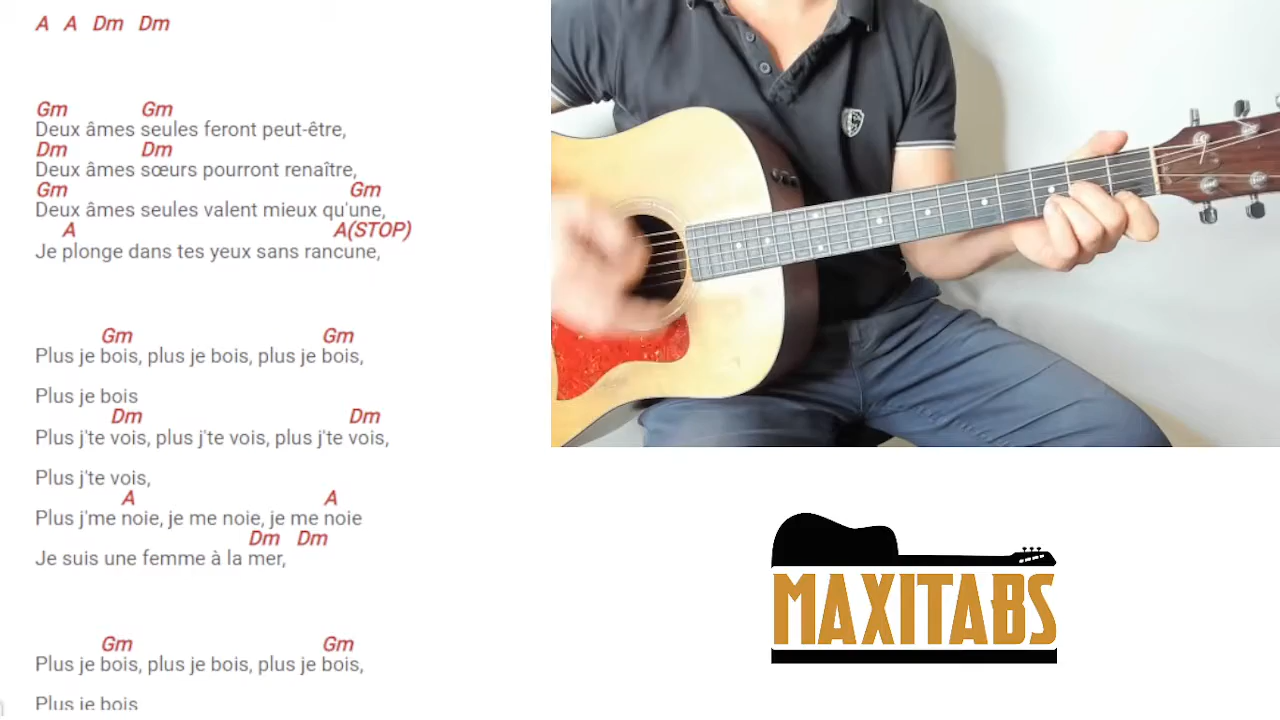 A A Dm Dm
Gm Gm
Deux âmes seules feront peut-être,
Dm Dm
Deux âmes sœurs pourront renaître,
Gm Gm
Deux âmes seules valent mieux qu'une,
A A(STOP)
Je plonge dans tes yeux sans rancune,
Gm Gm
Plus je bois, plus je bois, plus je bois,
Plus je bois
Dm Dm
Plus j'te vois, plus j'te vois, plus j'te vois,
Plus j'te vois,
A A
Plus j'me noie, je me noie, je me noie
Dm Dm
Je suis une femme à la mer,
Gm Gm
Plus je bois, plus je bois, plus je bois,
Plus je bois
MAXITABS